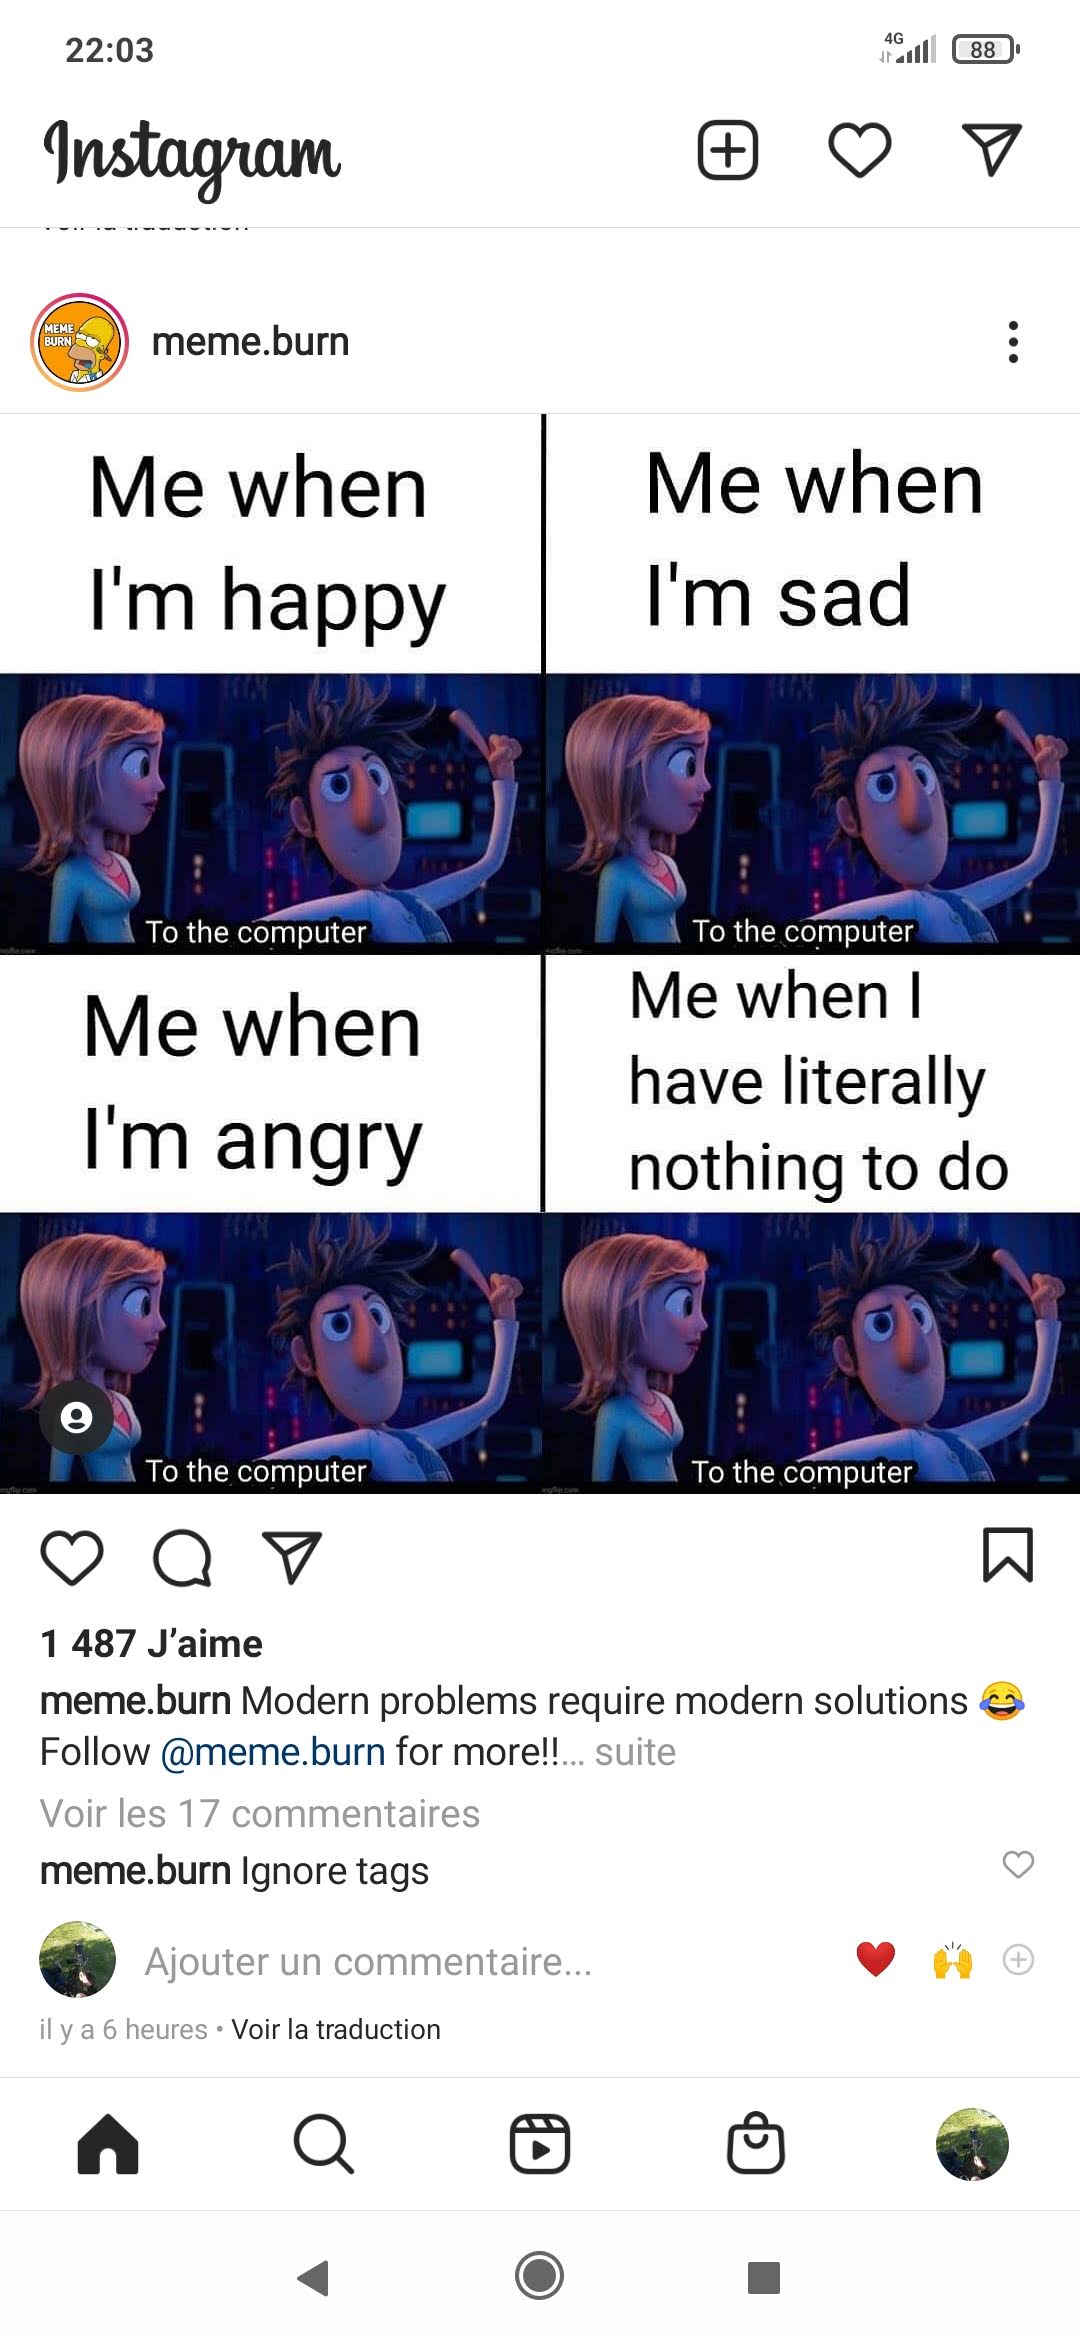 22:03
4G
88
Instagram
MEME
BURN
meme.burn
Me when
I'm happy
Me when
I'm sad
To the computer
To the computer
Me when
I'm angry
Me when I
have literally
nothing to do
To the computer
To the computer
1 487 J’aime
meme.burn Modern problems require modern solutions 😂
Follow @meme.burn for more!!... suite
Voir les 17 commentaires
meme.burn Ignore tags
Ajouter un commentaire...
il y a 6 heures • Voir la traduction